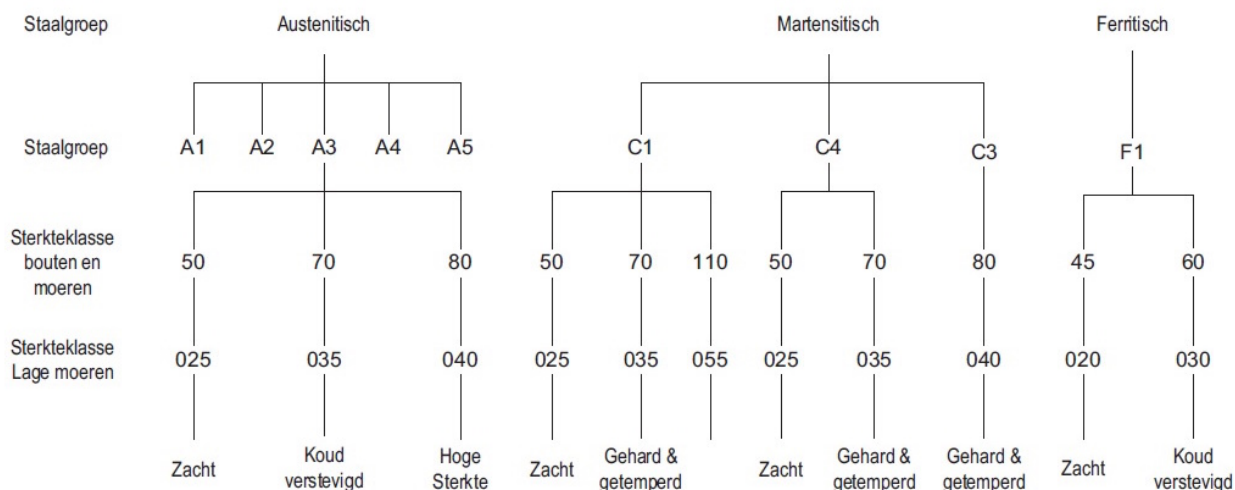 Staalgroep Austenitisch Martensitisch Ferritisch
Staalgroep A1 A2 A3 A4 A5 C1 C4 C3 F1
Sterkteklasse
bouten en
moeren
50 70 80 50 70 110 50 70 80 45 60
Sterkteklasse
Lage moeren
025 035 040 025 035 055 025 035 040 020 030
Zacht
Koud
verstevigd
Hoge
Sterkte
Zacht
Gehard &
getemperd
Zacht
Gehard &
getemperd
Gehard &
getemperd
Zacht
Koud
verstevigd